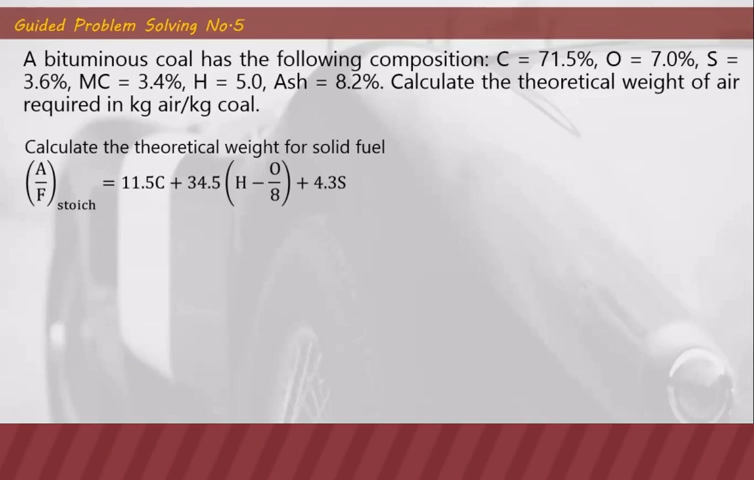 Guided Problem Solving No.5
A bituminous coal has the following composition: C = 71.5%, O = 7.0%, S =
3.6%, MC = 3.4%, H = 5.0, Ash = 8.2%. Calculate the theoretical weight of air
required in kg air/kg coal.
Calculate the theoretical weight for solid fuel
(A/F)stoich = 11.5C + 34.5(H − O/8) + 4.3S